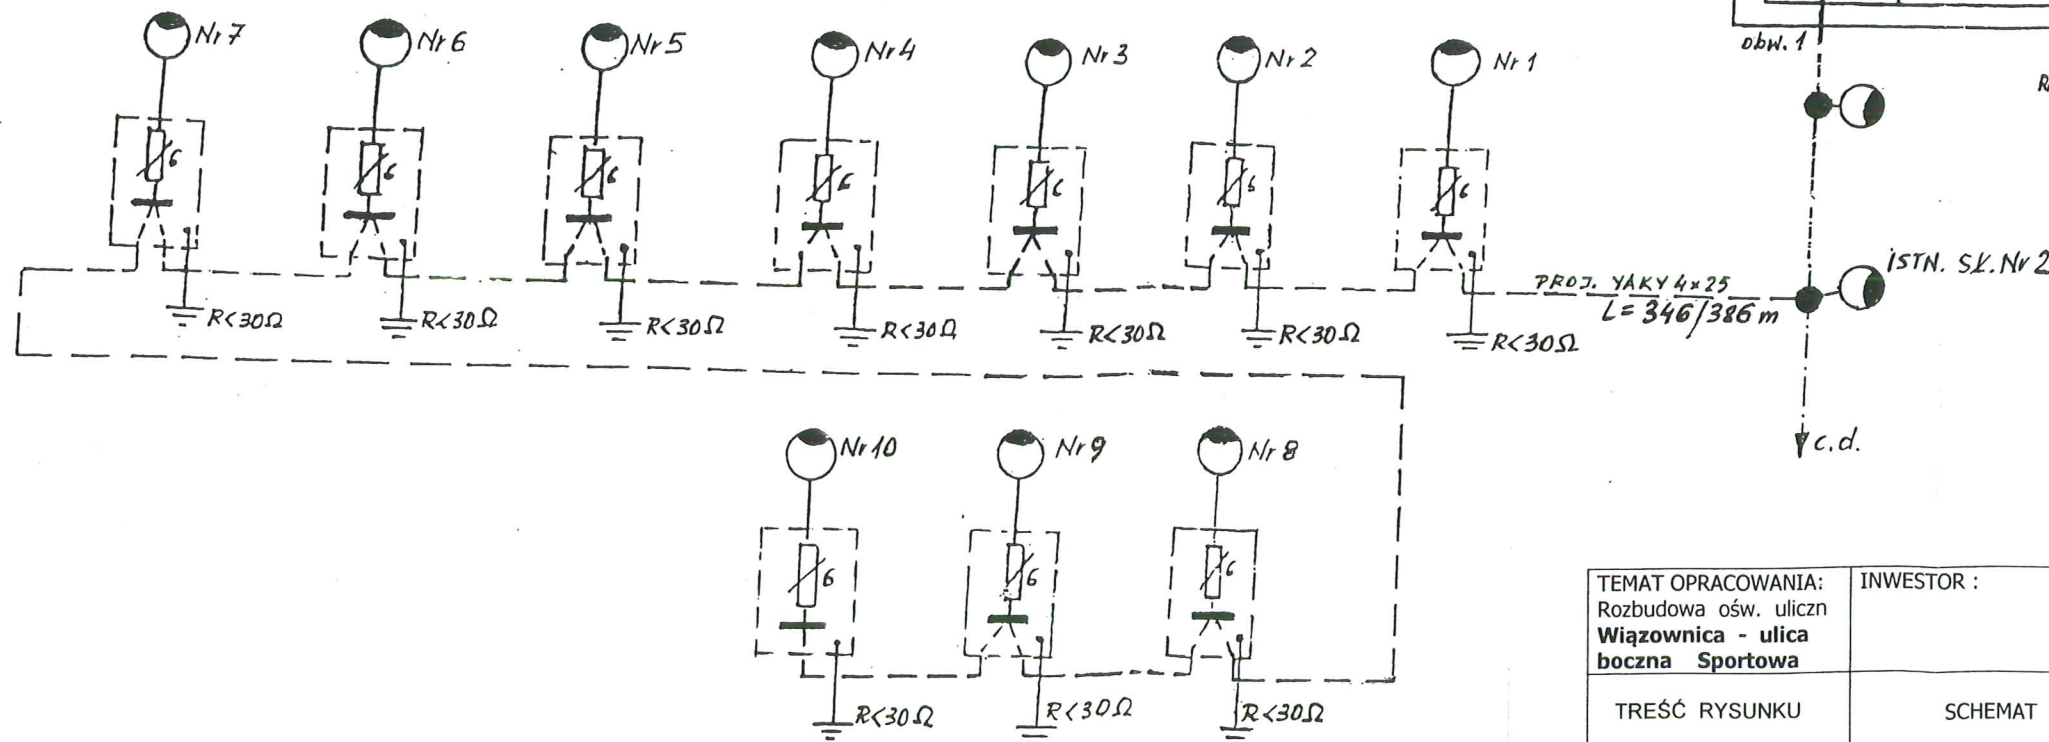 Nr 7
Nr 6
Nr 5
Nr 4
Nr 3
Nr 2
Nr 1
obw. 1
6
6
6
6
6
6
6
ISTN. SŁ. Nr 2
PROJ. YAKY 4x25
L = 346/386 m
R<30Ω
R<30Ω
R<30Ω
R<30Ω
R<30Ω
R<30Ω
R<30Ω
c.d.
Nr 10
Nr 9
Nr 8
6
6
6
R<30Ω
R<30Ω
R<30Ω
TEMAT OPRACOWANIA:
Rozbudowa ośw. uliczn
Wiązownica - ulica
boczna Sportowa
INWESTOR :
TREŚĆ RYSUNKU
SCHEMAT